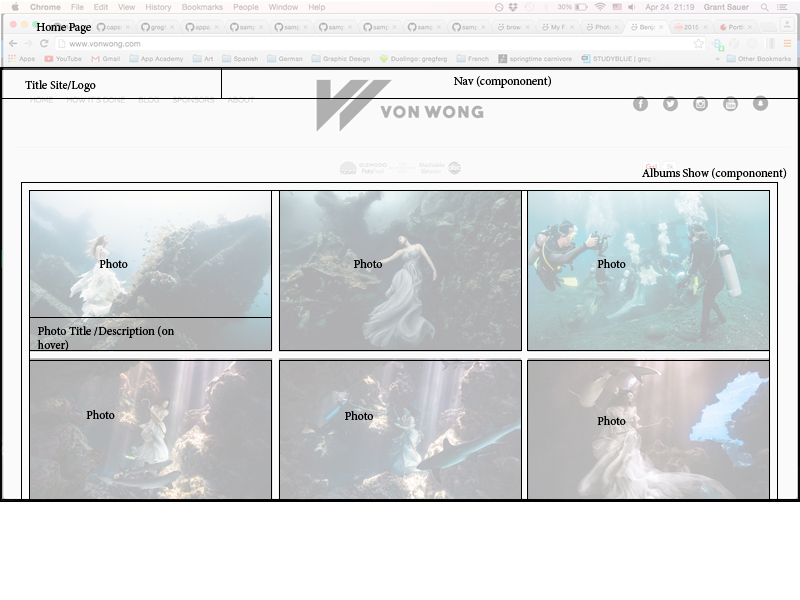 Chrome File Edit View History Bookmarks People Window Help 30% Apr 24 21:19 Grant Sauer
Home Page
www.vonwong.com
Apps YouTube Gmail App Academy Art Spanish German Graphic Design Duolingo: gregferg French springtime carnivore STUDYBLUE | greg Other Bookmarks
Title Site/Logo
Nav (compononent)
HOME HOW IT'S DONE BLOG SPONSORS ABOUT
VON WONG
Albums Show (compononent)
Photo
Photo
Photo
Photo Title /Description (on
hover)
Photo
Photo
Photo